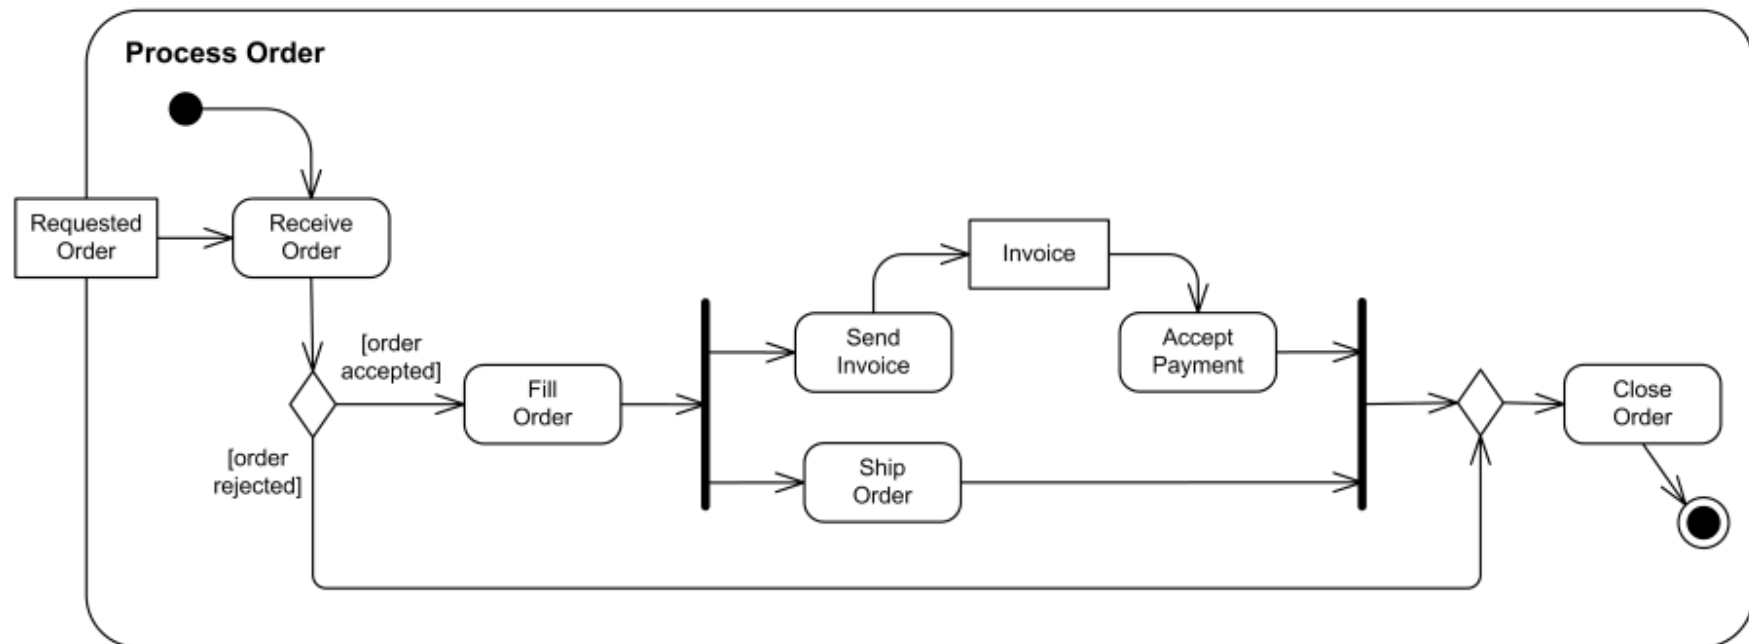 Process Order
Requested
Order
Receive
Order
[order
accepted]
[order
rejected]
Fill
Order
Send
Invoice
Invoice
Accept
Payment
Ship
Order
Close
Order